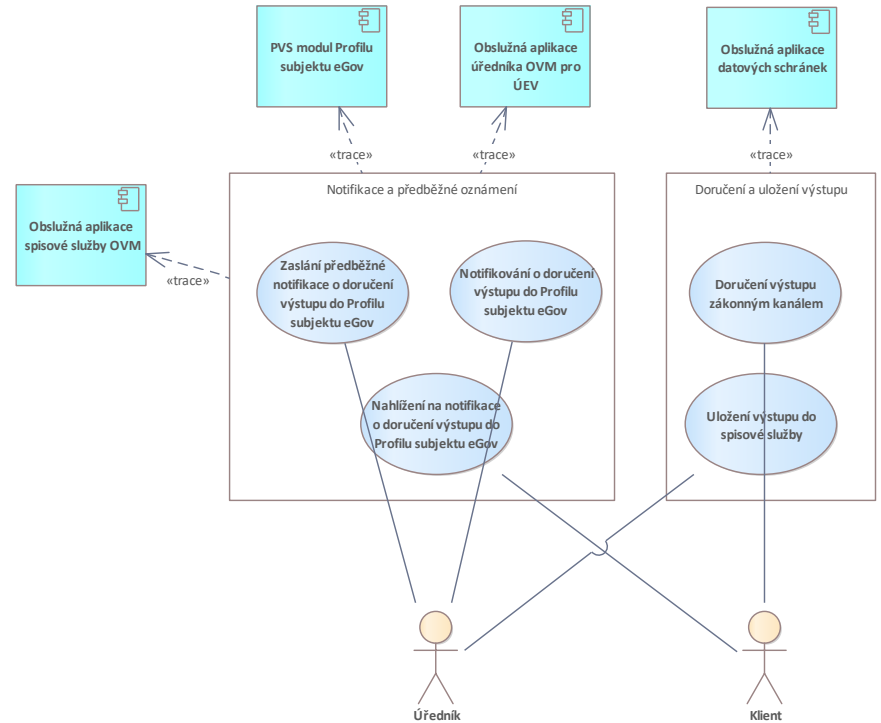 PVS modul Profilu
subjektu eGov
Obslužná aplikace
úředníka OVM pro
ÚEV
Obslužná aplikace
datových schránek
«trace»
«trace»
«trace»
Obslužná aplikace
spisové služby OVM
«trace»
Notifikace a předběžné oznámení
Zaslání předběžné
notifikace o doručení
výstupu do Profilu
subjektu eGov
Notifikování o doručení
výstupu do Profilu
subjektu eGov
Nahlížení na notifikace
o doručení výstupu do
Profilu subjektu eGov
Doručení a uložení výstupu
Doručení výstupu
zákonným kanálem
Uložení výstupu do
spisové služby
Úředník
Klient